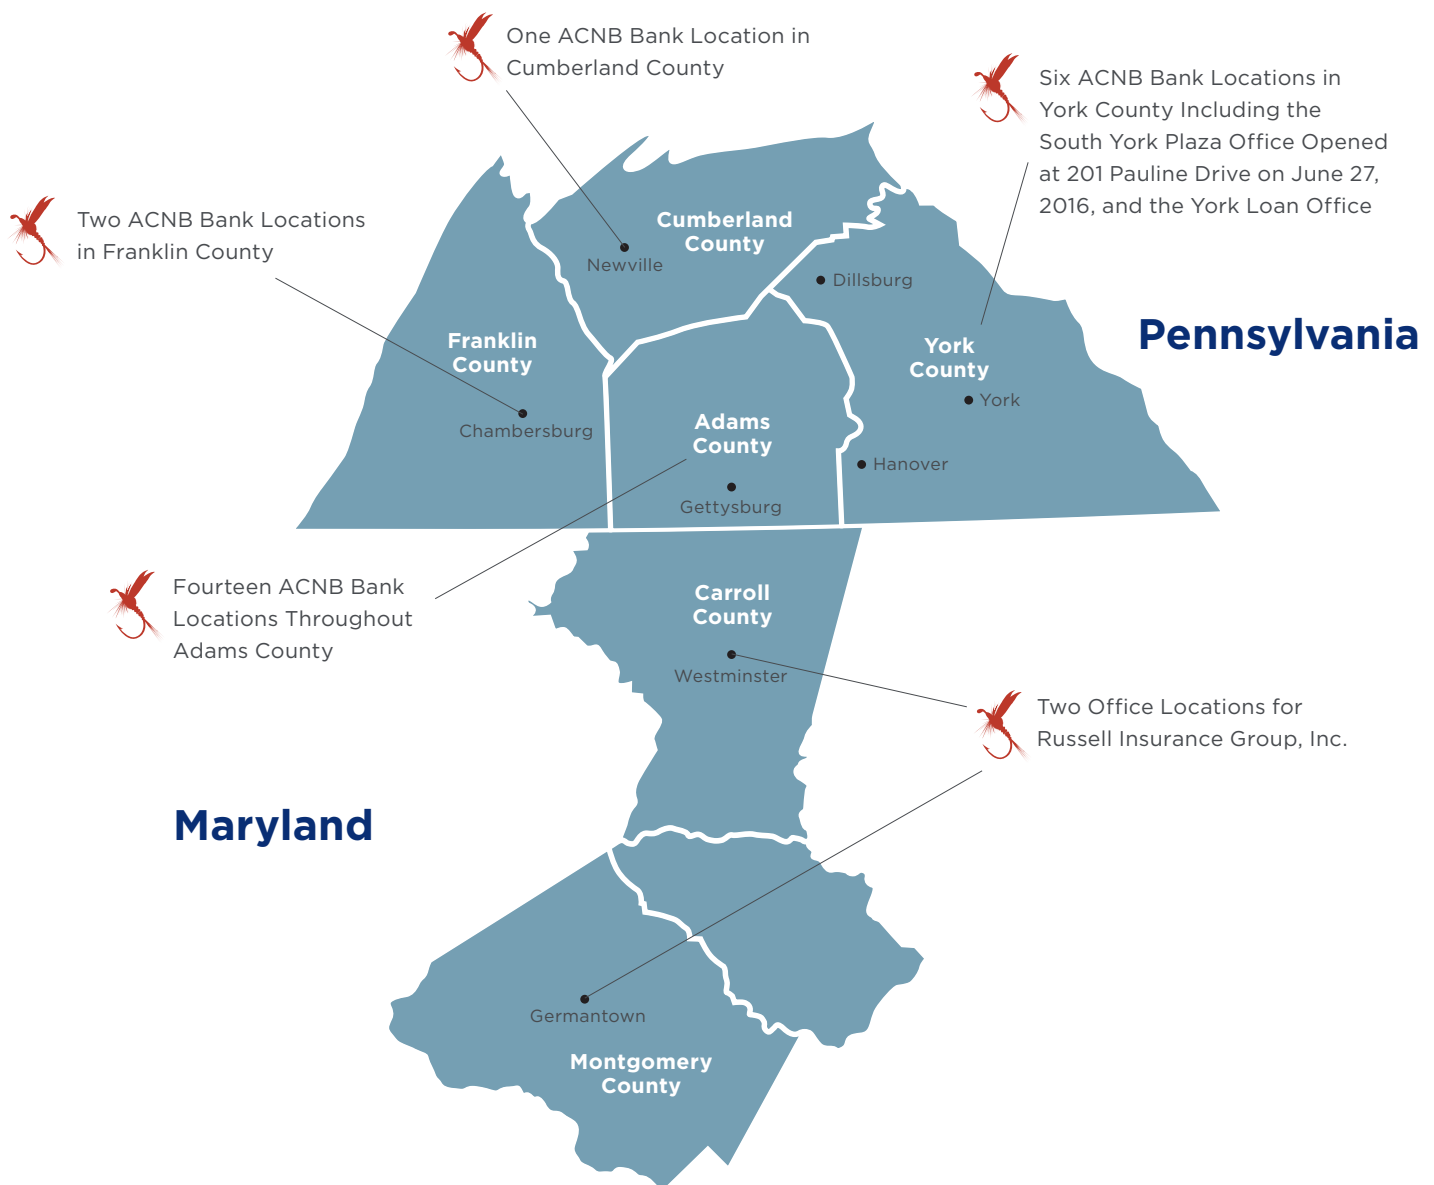 One ACNB Bank Location in
Cumberland County
Six ACNB Bank Locations in
York County Including the
South York Plaza Office Opened
at 201 Pauline Drive on June 27,
2016, and the York Loan Office
Two ACNB Bank Locations
in Franklin County
Cumberland
County
Newville
Dillsburg
Pennsylvania
Franklin
County
York
County
York
Chambersburg
Adams
County
Hanover
Gettysburg
Fourteen ACNB Bank
Locations Throughout
Adams County
Carroll
County
Westminster
Two Office Locations for
Russell Insurance Group, Inc.
Maryland
Germantown
Montgomery
County